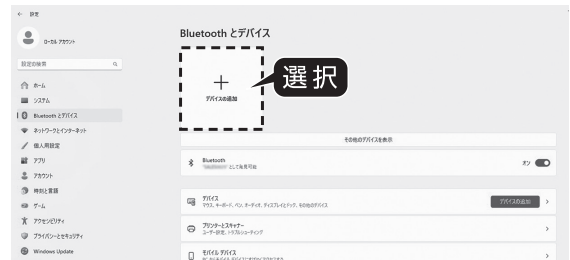 ← 設定
ローカル アカウント
設定の検索
ホーム
システム
Bluetooth とデバイス
ネットワークとインターネット
個人用設定
アプリ
アカウント
時刻と言語
ゲーム
アクセシビリティ
プライバシーとセキュリティ
Windows Update
Bluetooth とデバイス
デバイスの追加
選択
その他のデバイスを表示
Bluetooth
として発見可能
オン
デバイス
マウス、キーボード、ペン、オーディオ、ディスプレイとドック、その他のデバイス
デバイスの追加
プリンターとスキャナー
ユーザー設定、トラブルシューティング
モバイル デバイス